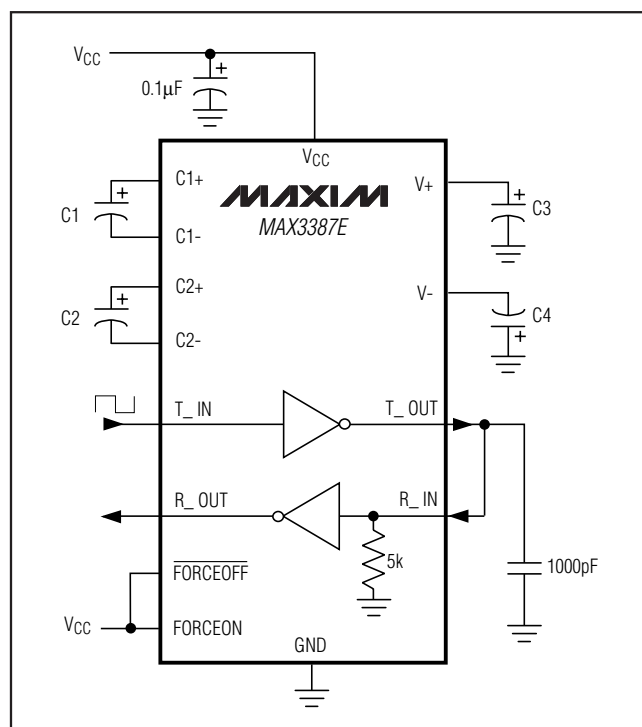 VCC
+
0.1µF
VCC
C1+
C1
+
C1-
MAXIM
MAX3387E
V+
+
C3
C2+
C2
+
C2-
V-
C4
+
T_ IN
T_ OUT
R_ OUT
R_ IN
5k
1000pF
FORCEOFF
VCC
FORCEON
GND